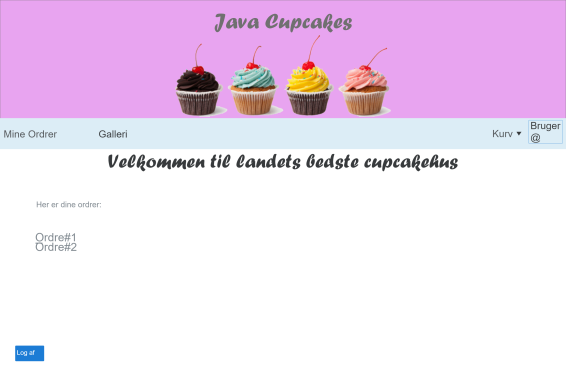 Java Cupcakes
Mine Ordrer
Galleri
Kurv
Bruger
@
Velkommen til landets bedste cupcakehus
Her er dine ordrer:
Ordre#1
Ordre#2
Log af